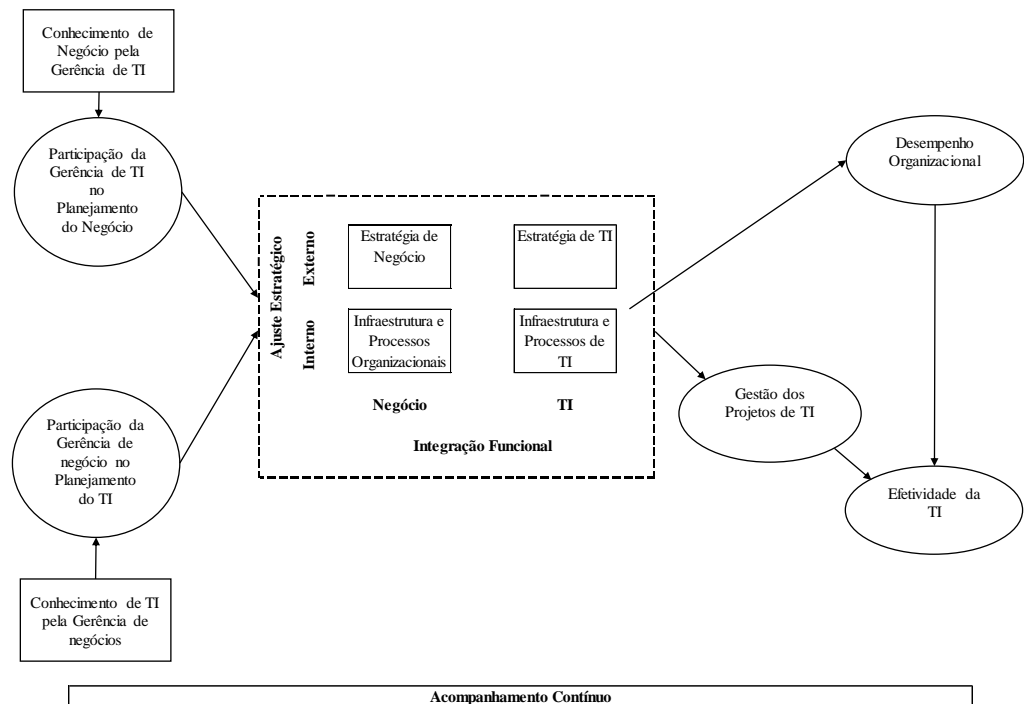 Conhecimento de
Negócio pela
Gerência de TI
Participação da
Gerência de TI
no
Planejamento
do Negócio
Participação da
Gerência de
negócio no
Planejamento
do TI
Conhecimento de TI
pela Gerência de
negócios
Ajuste Estratégico
Externo
Interno
Estratégia de
Negócio
Estratégia de TI
Infraestrutura e
Processos
Organizacionais
Infraestrutura e
Processos de
TI
Negócio
TI
Integração Funcional
Desempenho
Organizacional
Gestão dos
Projetos de TI
Efetividade da
TI
Acompanhamento Contínuo